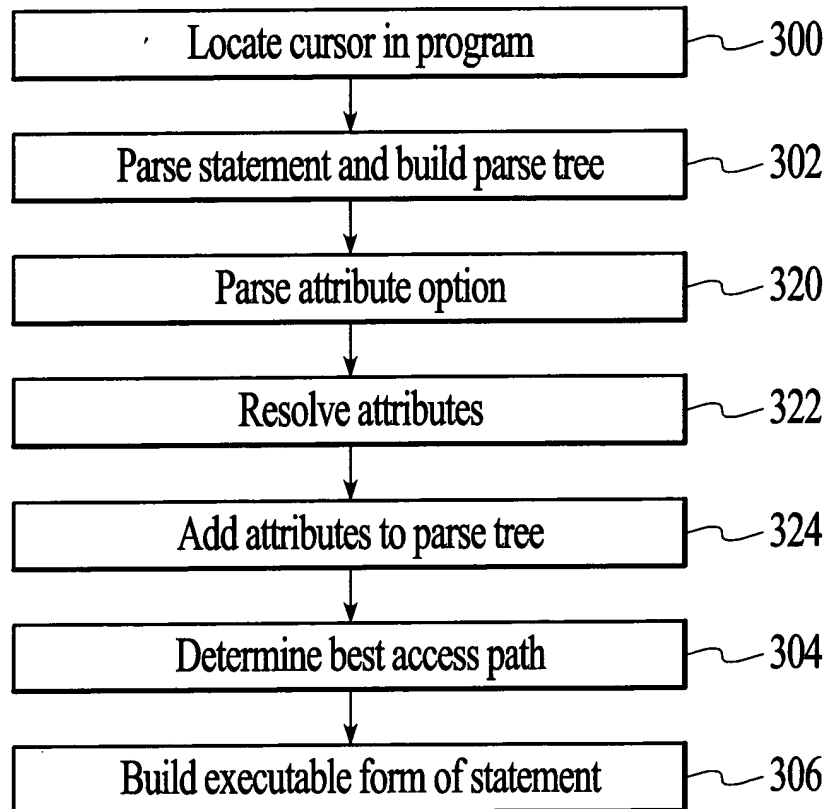 Locate cursor in program 300
Parse statement and build parse tree 302
Parse attribute option 320
Resolve attributes 322
Add attributes to parse tree 324
Determine best access path 304
Build executable form of statement 306